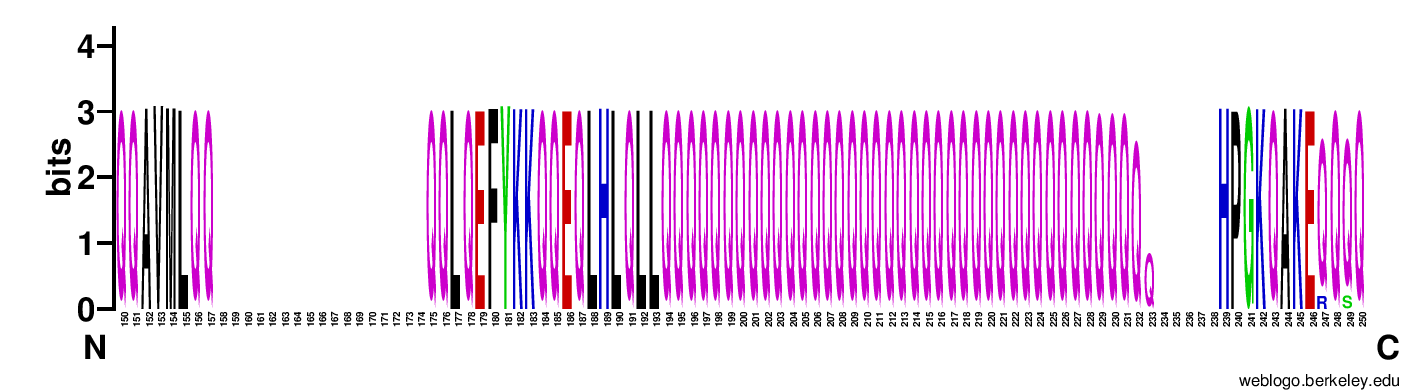 4
3
2
1
0
bits
QQAVMLQQ QQLQEFYKKQQEQLHLQLLQQQQQQQQQQQQQQQQQQQQQQQQQQQQQQQQQQQQQQQ HPGKQAKEQQQQ
R S
150 151 152 153 154 155 156 157 158 159 160 161 162 163 164 165 166 167 168 169 170 171 172 173 174 175 176 177 178 179 180 181 182 183 184 185 186 187 188 189 190 191 192 193 194 195 196 197 198 199 200 201 202 203 204 205 206 207 208 209 210 211 212 213 214 215 216 217 218 219 220 221 222 223 224 225 226 227 228 229 230 231 232 233 234 235 236 237 238 239 240 241 242 243 244 245 246 247 248 249 250
N C
weblogo.berkeley.edu